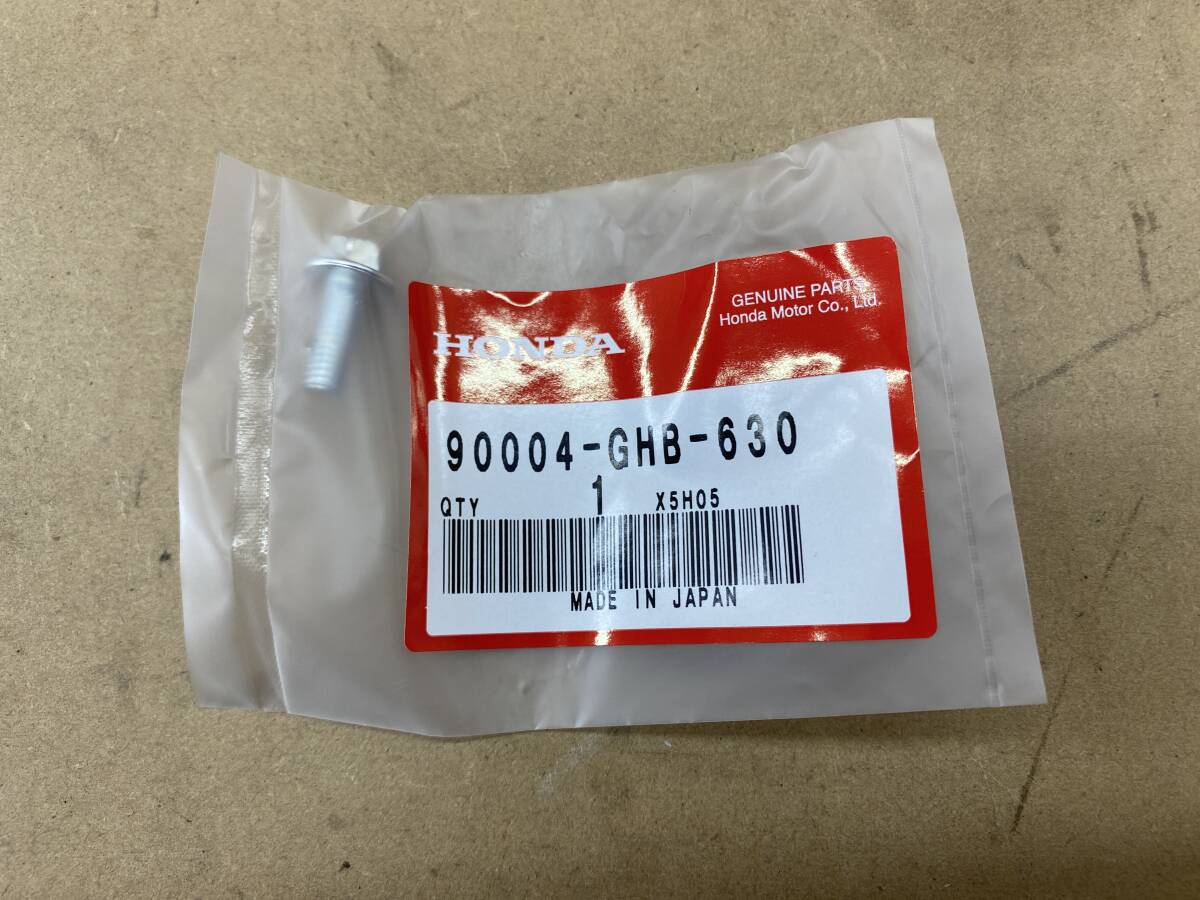 GENUINE PARTS
Honda Motor Co., Ltd.
HONDA
90004-GHB-630
QTY 1 X5H05
MADE IN JAPAN